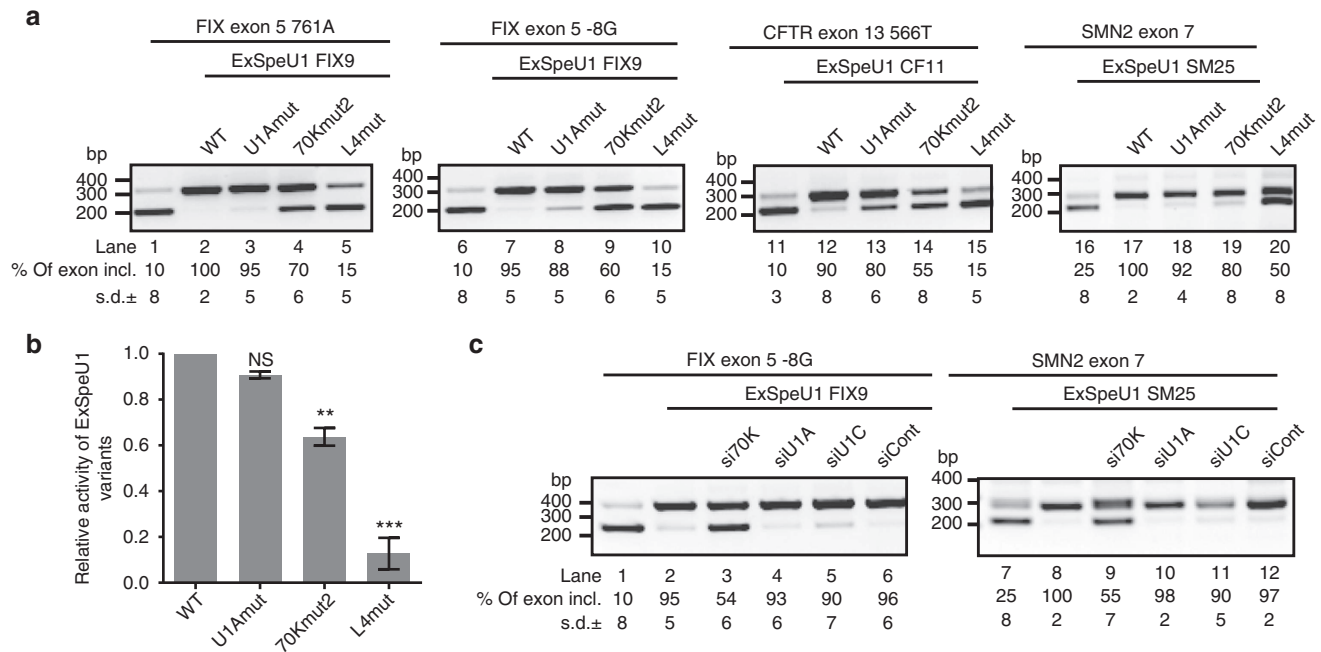 a
FIX exon 5 761A
ExSpeU1 FIX9
WT U1Amut 70Kmut2 L4mut
bp
400
300
200
Lane 1 2 3 4 5
% Of exon incl. 10 100 95 70 15
s.d.± 8 2 5 6 5
FIX exon 5 -8G
ExSpeU1 FIX9
WT U1Amut 70Kmut2 L4mut
bp
400
300
200
6 7 8 9 10
10 95 88 60 15
8 5 5 6 5
CFTR exon 13 566T
ExSpeU1 CF11
WT U1Amut 70Kmut2 L4mut
bp
400
300
200
11 12 13 14 15
10 90 80 55 15
3 8 6 8 5
SMN2 exon 7
ExSpeU1 SM25
WT U1Amut 70Kmut2 L4mut
bp
400
300
200
16 17 18 19 20
25 100 92 80 50
8 2 4 8 8
b
Relative activity of ExSpeU1
variants
1.0
0.8
0.6
0.4
0.2
0.0
NS
**
***
WT U1Amut 70Kmut2 L4mut
c
FIX exon 5 -8G
ExSpeU1 FIX9
si70K siU1A siU1C siCont
bp
400
300
200
Lane 1 2 3 4 5 6
% Of exon incl. 10 95 54 93 90 96
s.d.± 8 5 6 6 7 6
SMN2 exon 7
ExSpeU1 SM25
si70K siU1A siU1C siCont
bp
400
300
200
7 8 9 10 11 12
25 100 55 98 90 97
8 2 7 2 5 2